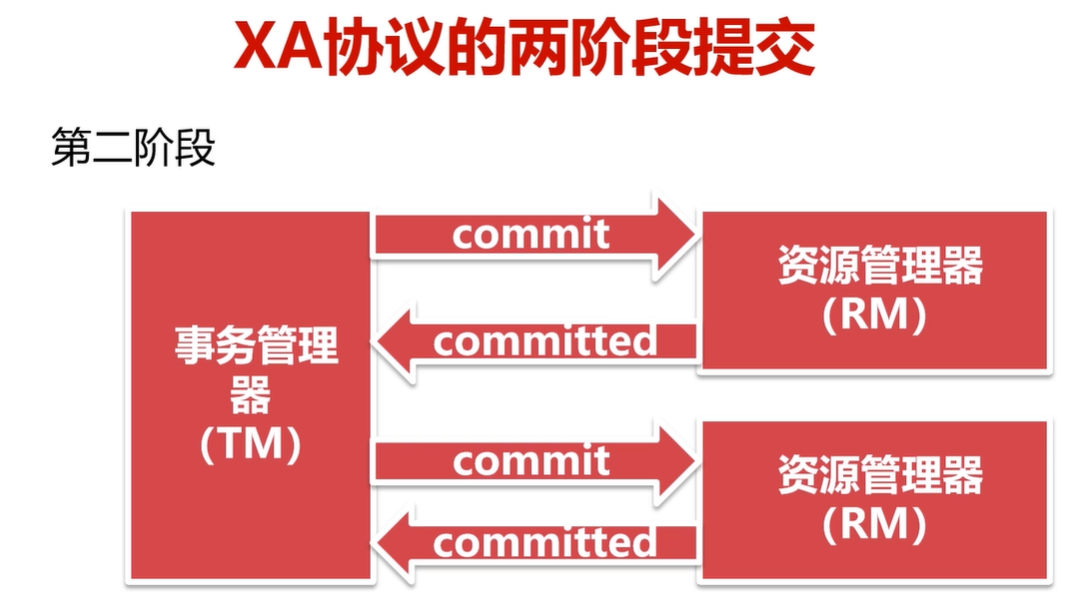 XA协议的两阶段提交
第二阶段
事务管理
器
（TM）
commit
committed
commit
committed
资源管理器
（RM）
资源管理器
（RM）